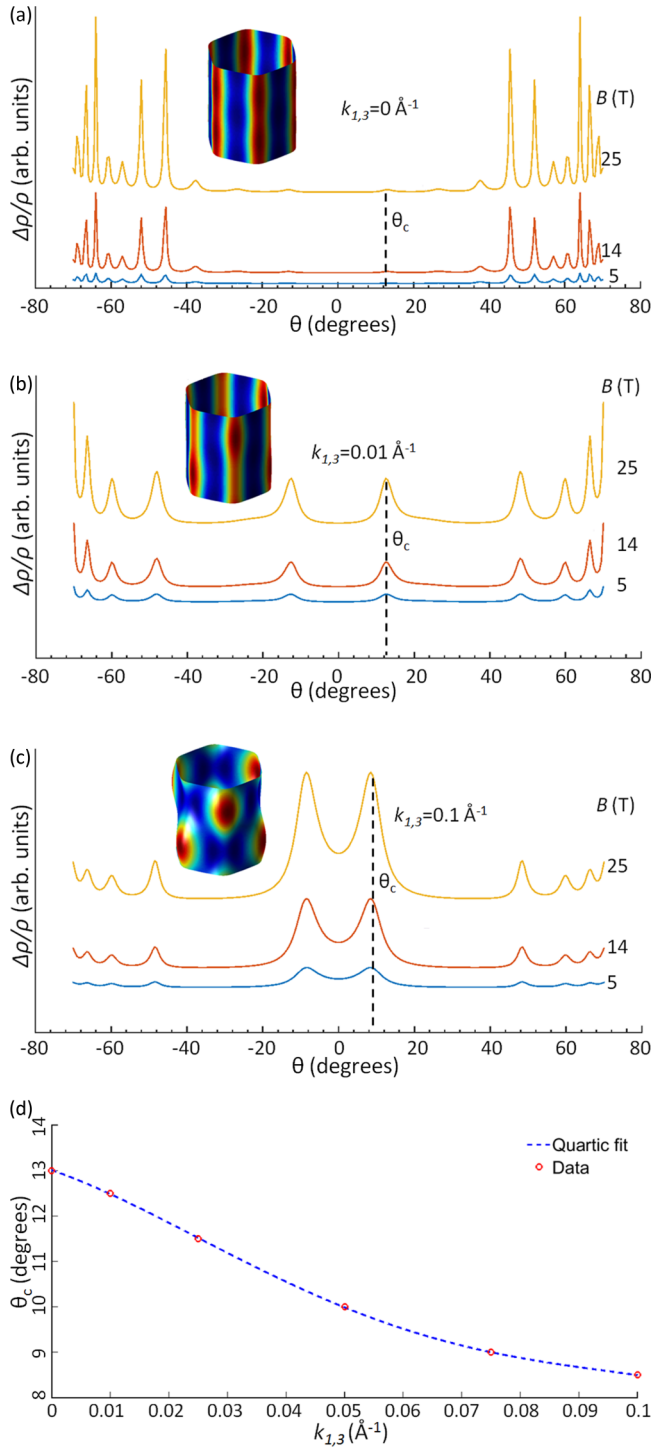 (a)
k1,3=0 Å-1
B (T)
25
14
5
θc
Δρ/ρ (arb. units)
-80 -60 -40 -20 0 20 40 60 80
θ (degrees)
(b)
k1,3=0.01 Å-1
B (T)
25
14
5
θc
Δρ/ρ (arb. units)
-80 -60 -40 -20 0 20 40 60 80
θ (degrees)
(c)
k1,3=0.1 Å-1
B (T)
25
14
5
θc
Δρ/ρ (arb. units)
-80 -60 -40 -20 0 20 40 60 80
θ (degrees)
(d)
Quartic fit
Data
θc (degrees)
14
13
12
11
10
9
8
0 0.01 0.02 0.03 0.04 0.05 0.06 0.07 0.08 0.09 0.1
k1,3 (Å-1)